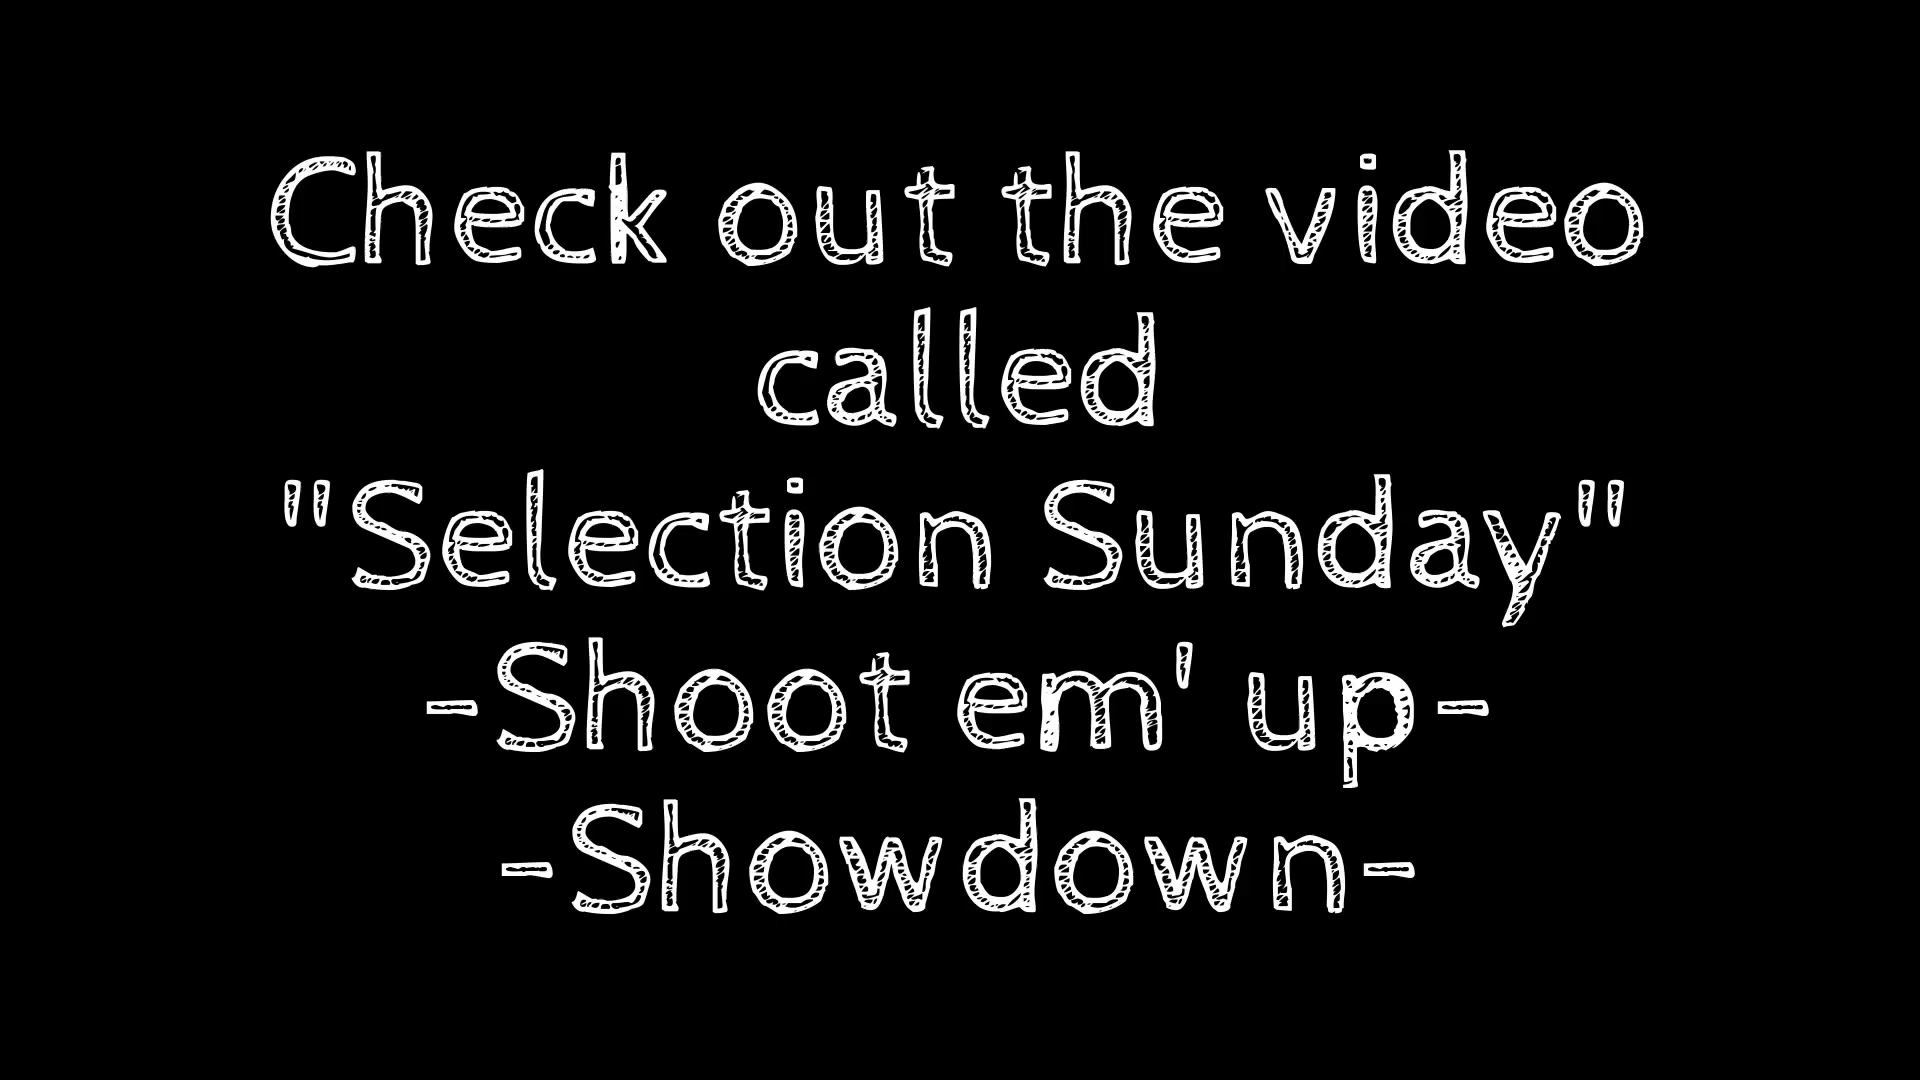 Check out the video
called
"Selection Sunday"
-Shoot em' up-
-Showdown-